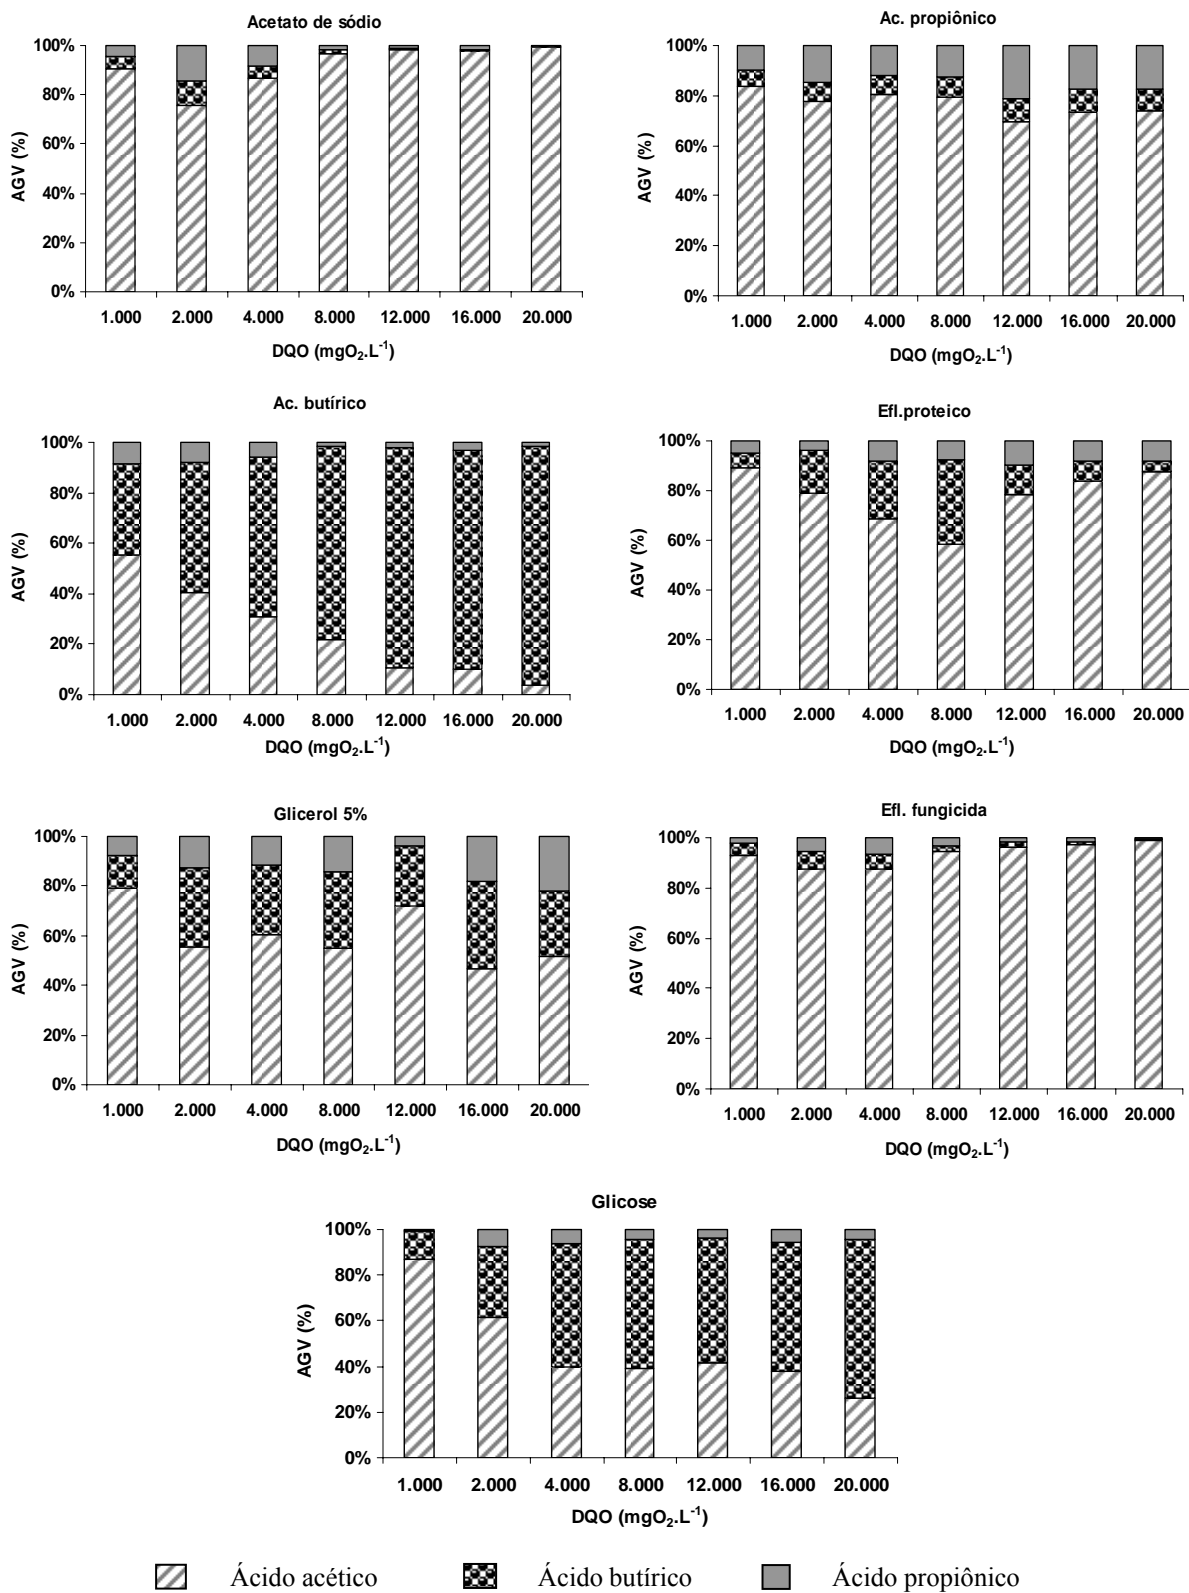 Acetato de sódio
100%
80%
60%
40%
20%
0%
AGV (%)
1.000 2.000 4.000 8.000 12.000 16.000 20.000
DQO (mgO₂.L⁻¹)
Ac. propiônico
100%
80%
60%
40%
20%
0%
AGV (%)
1.000 2.000 4.000 8.000 12.000 16.000 20.000
DQO (mgO₂.L⁻¹)
Ac. butírico
100%
80%
60%
40%
20%
0%
AGV (%)
1.000 2.000 4.000 8.000 12.000 16.000 20.000
DQO (mgO₂.L⁻¹)
Efl.proteico
100%
80%
60%
40%
20%
0%
AGV (%)
1.000 2.000 4.000 8.000 12.000 16.000 20.000
DQO (mgO₂.L⁻¹)
Glicerol 5%
100%
80%
60%
40%
20%
0%
AGV (%)
1.000 2.000 4.000 8.000 12.000 16.000 20.000
DQO (mgO₂.L⁻¹)
Efl. fungicida
100%
80%
60%
40%
20%
0%
AGV (%)
1.000 2.000 4.000 8.000 12.000 16.000 20.000
DQO (mgO₂.L⁻¹)
Glicose
100%
80%
60%
40%
20%
0%
AGV (%)
1.000 2.000 4.000 8.000 12.000 16.000 20.000
DQO (mgO₂.L⁻¹)
Ácido acético Ácido butírico Ácido propiônico